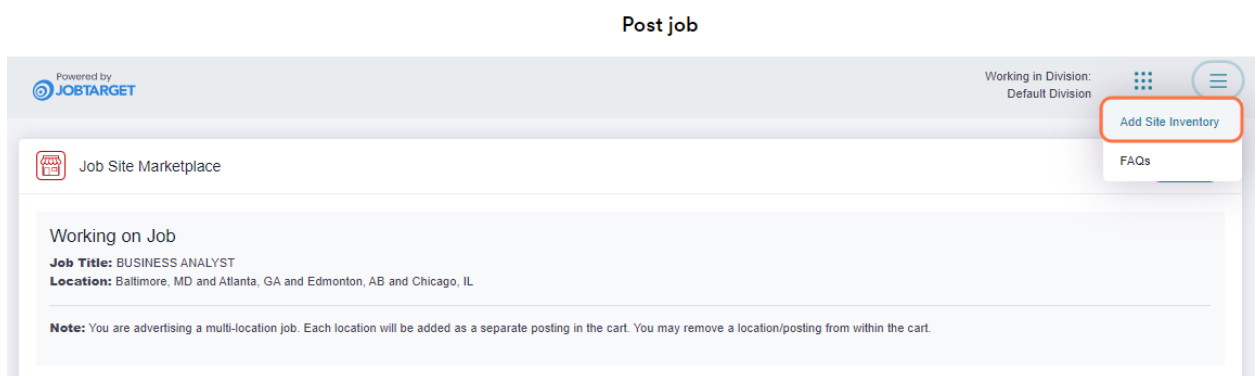 Post job
Powered by
JOBTARGET
Working in Division:
Default Division
Add Site Inventory
FAQs
Job Site Marketplace
Working on Job
Job Title: BUSINESS ANALYST
Location: Baltimore, MD and Atlanta, GA and Edmonton, AB and Chicago, IL
Note: You are advertising a multi-location job. Each location will be added as a separate posting in the cart. You may remove a location/posting from within the cart.